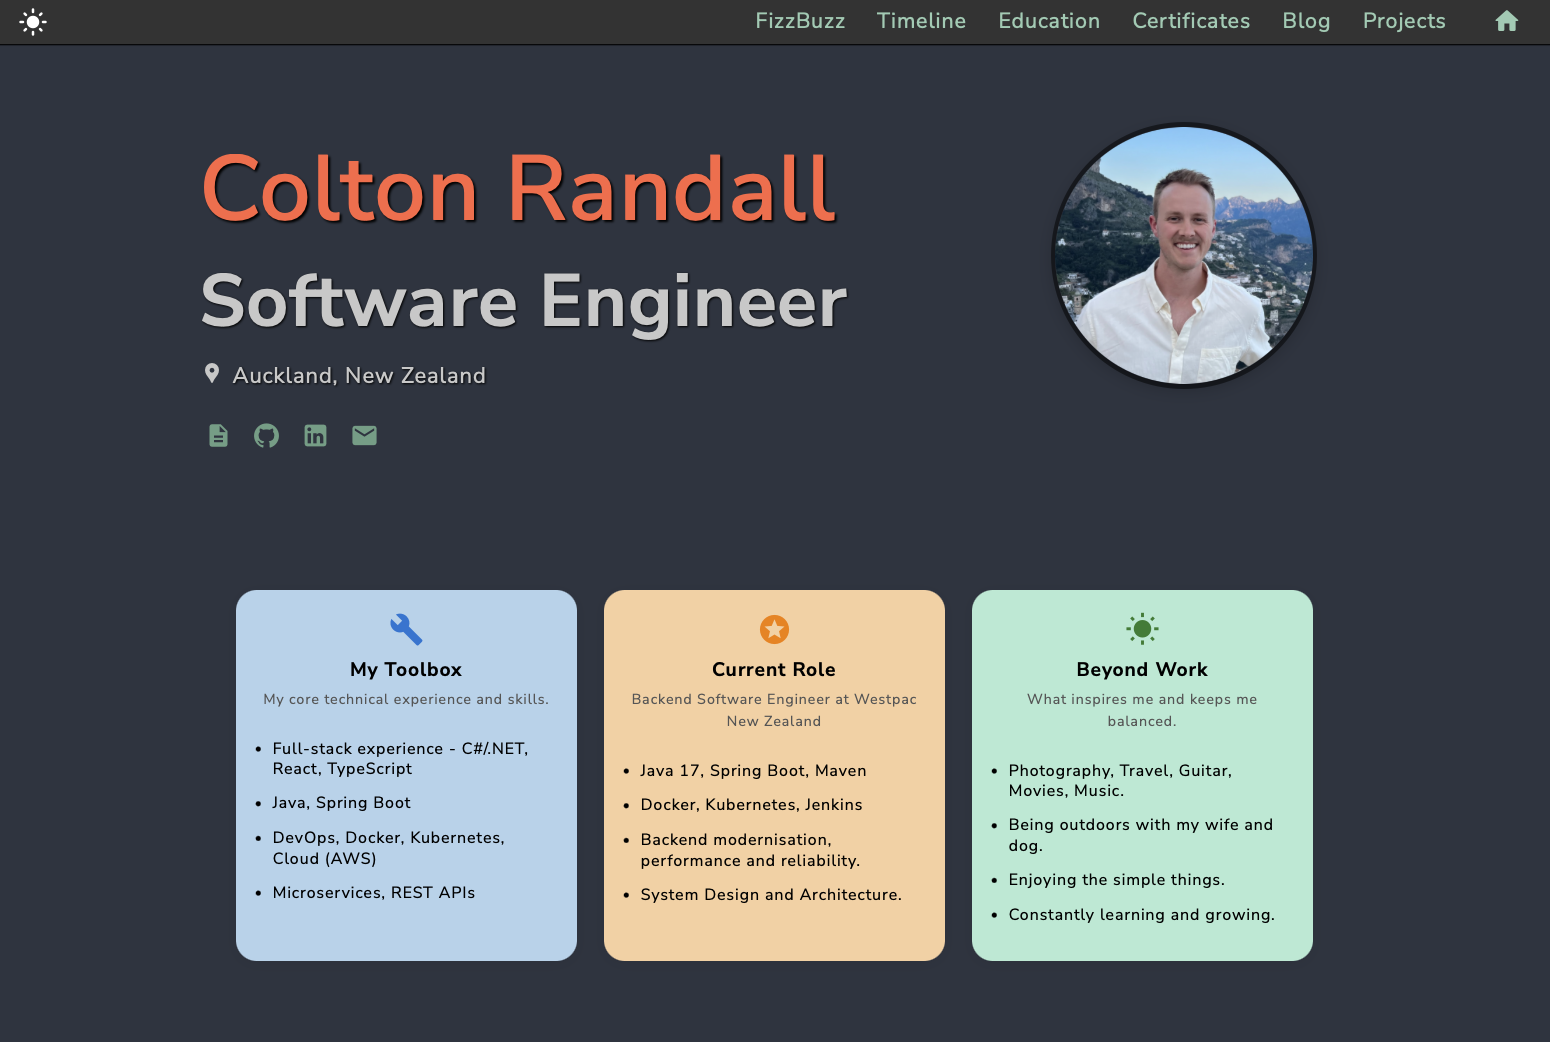 FizzBuzz Timeline Education Certificates Blog Projects
Colton Randall
Software Engineer
Auckland, New Zealand
My Toolbox
My core technical experience and skills.
• Full-stack experience - C#/.NET,
React, TypeScript
• Java, Spring Boot
• DevOps, Docker, Kubernetes,
Cloud (AWS)
• Microservices, REST APIs
Current Role
Backend Software Engineer at Westpac
New Zealand
• Java 17, Spring Boot, Maven
• Docker, Kubernetes, Jenkins
• Backend modernisation,
performance and reliability.
• System Design and Architecture.
Beyond Work
What inspires me and keeps me
balanced.
• Photography, Travel, Guitar,
Movies, Music.
• Being outdoors with my wife and
dog.
• Enjoying the simple things.
• Constantly learning and growing.